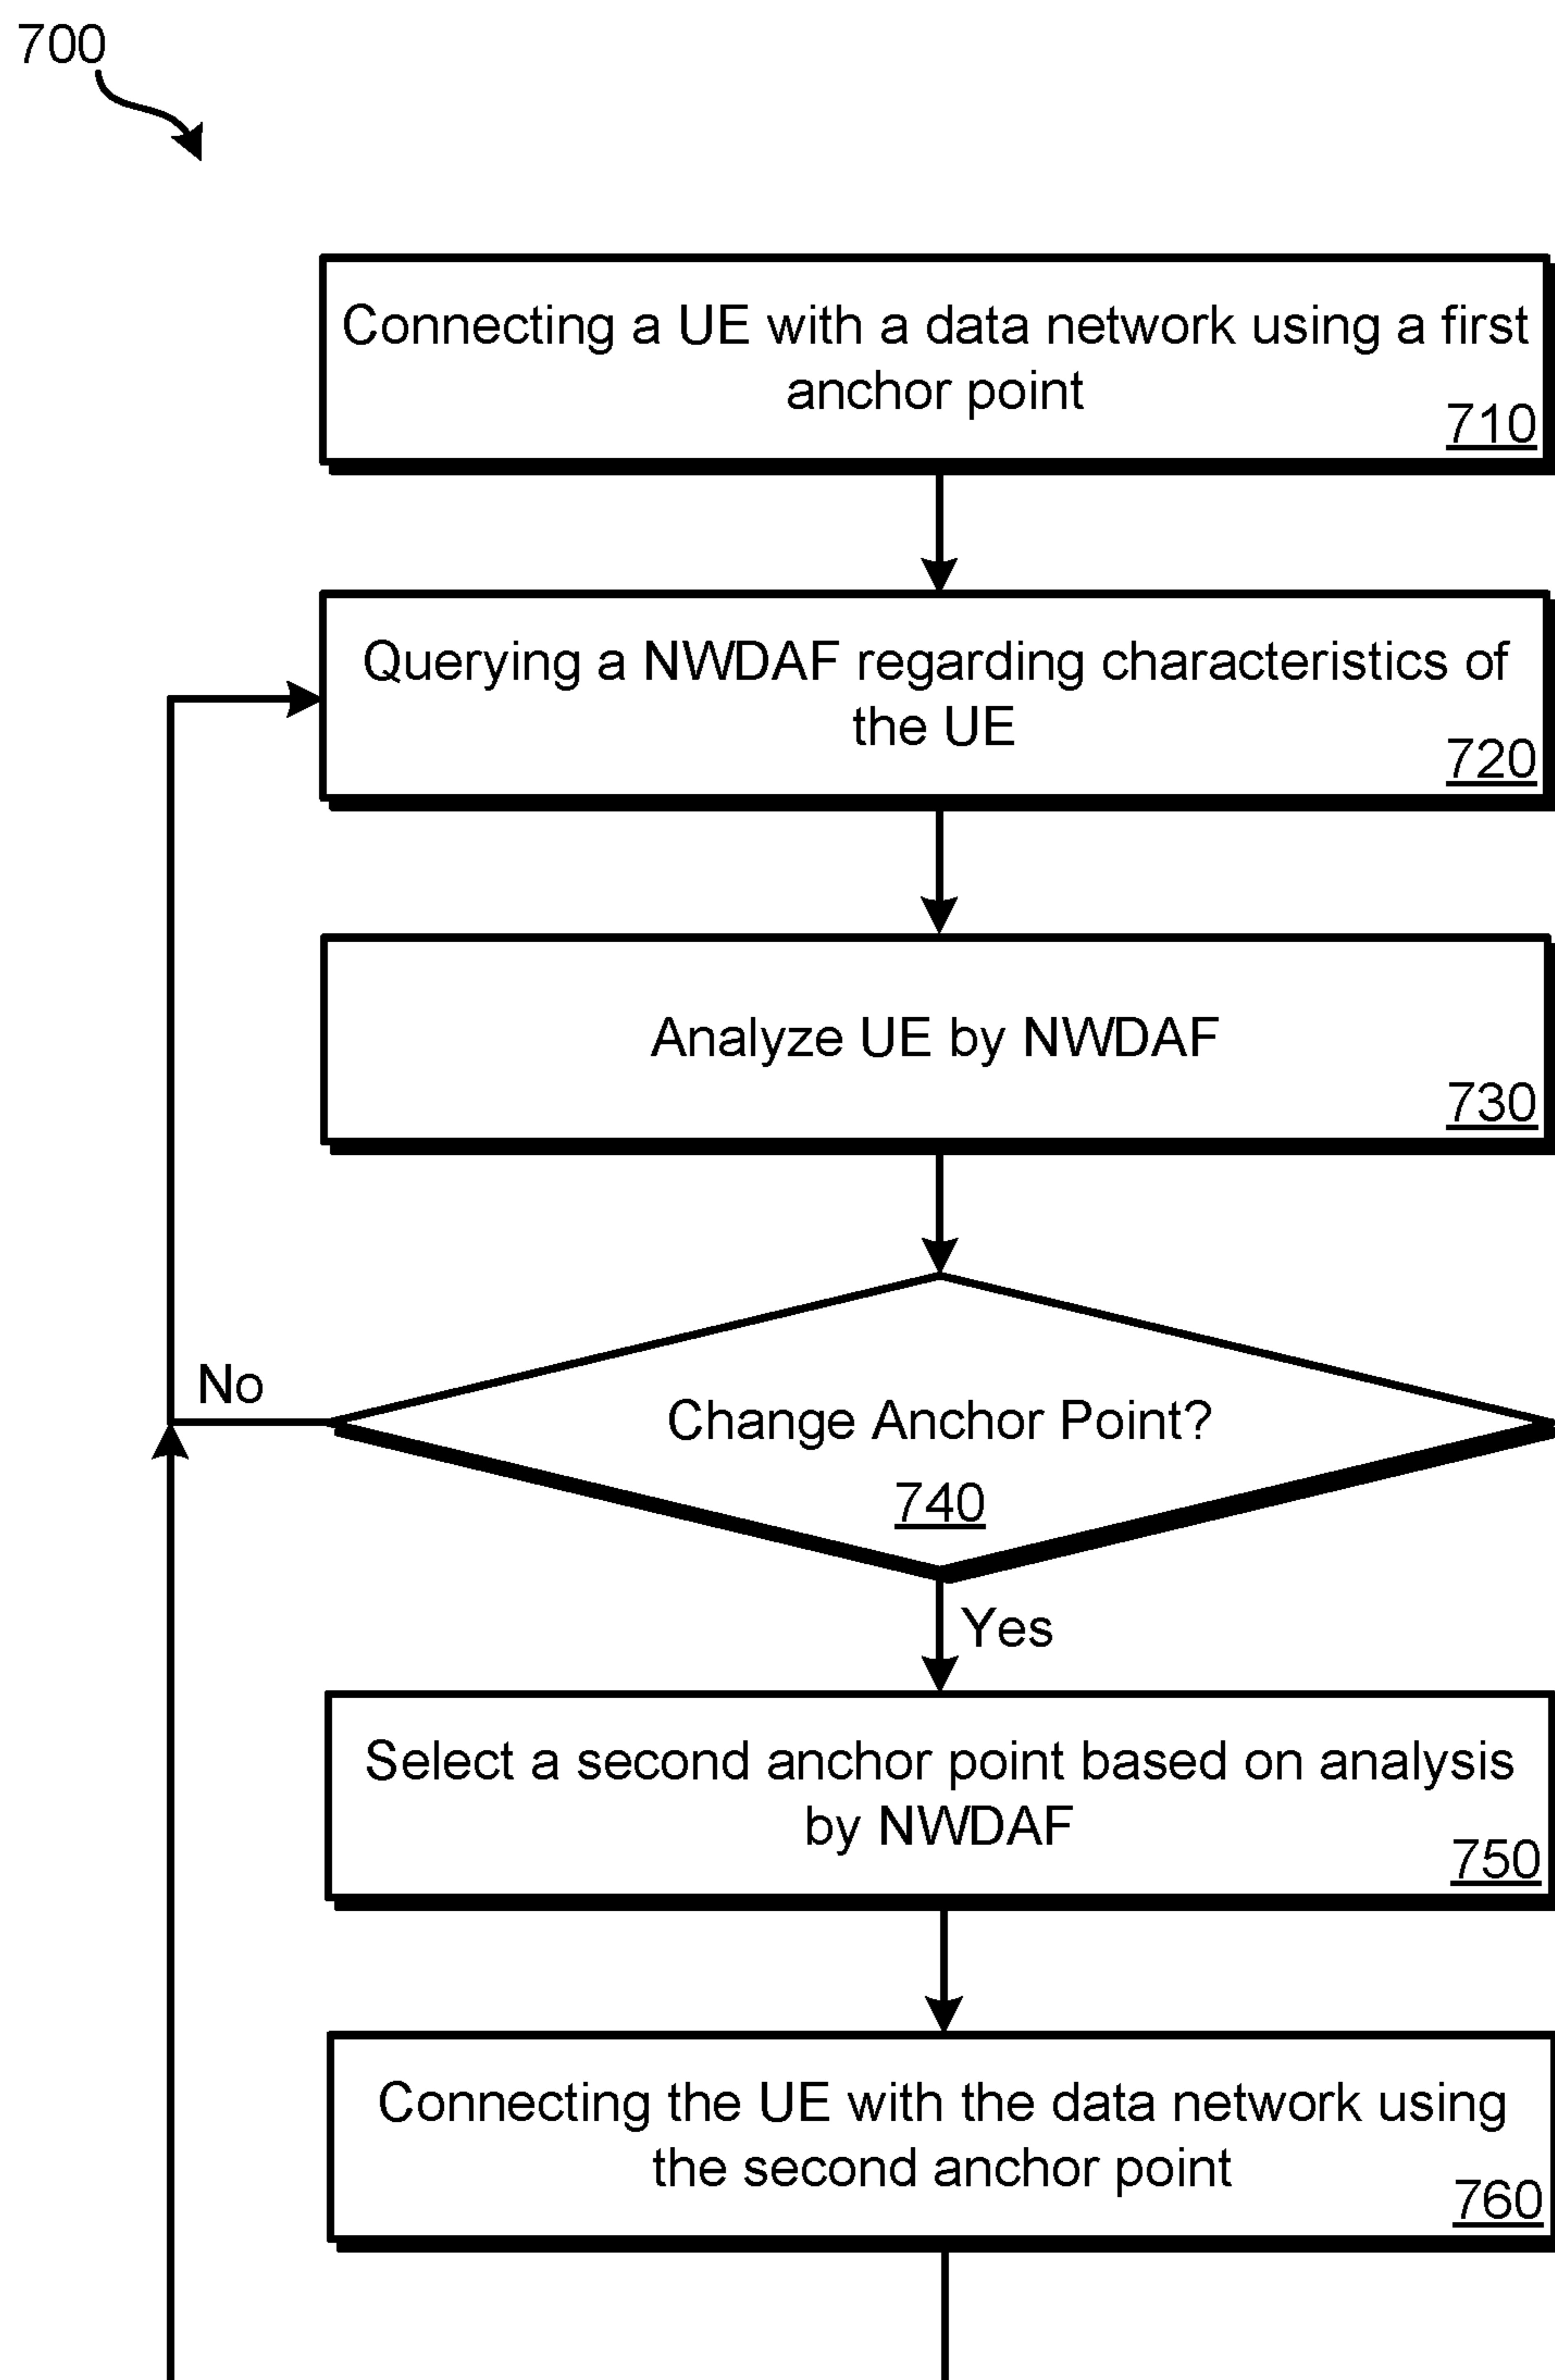 700
Connecting a UE with a data network using a first
anchor point
710
Querying a NWDAF regarding characteristics of
the UE
720
Analyze UE by NWDAF
730
No
Change Anchor Point?
740
Yes
Select a second anchor point based on analysis
by NWDAF
750
Connecting the UE with the data network using
the second anchor point
760